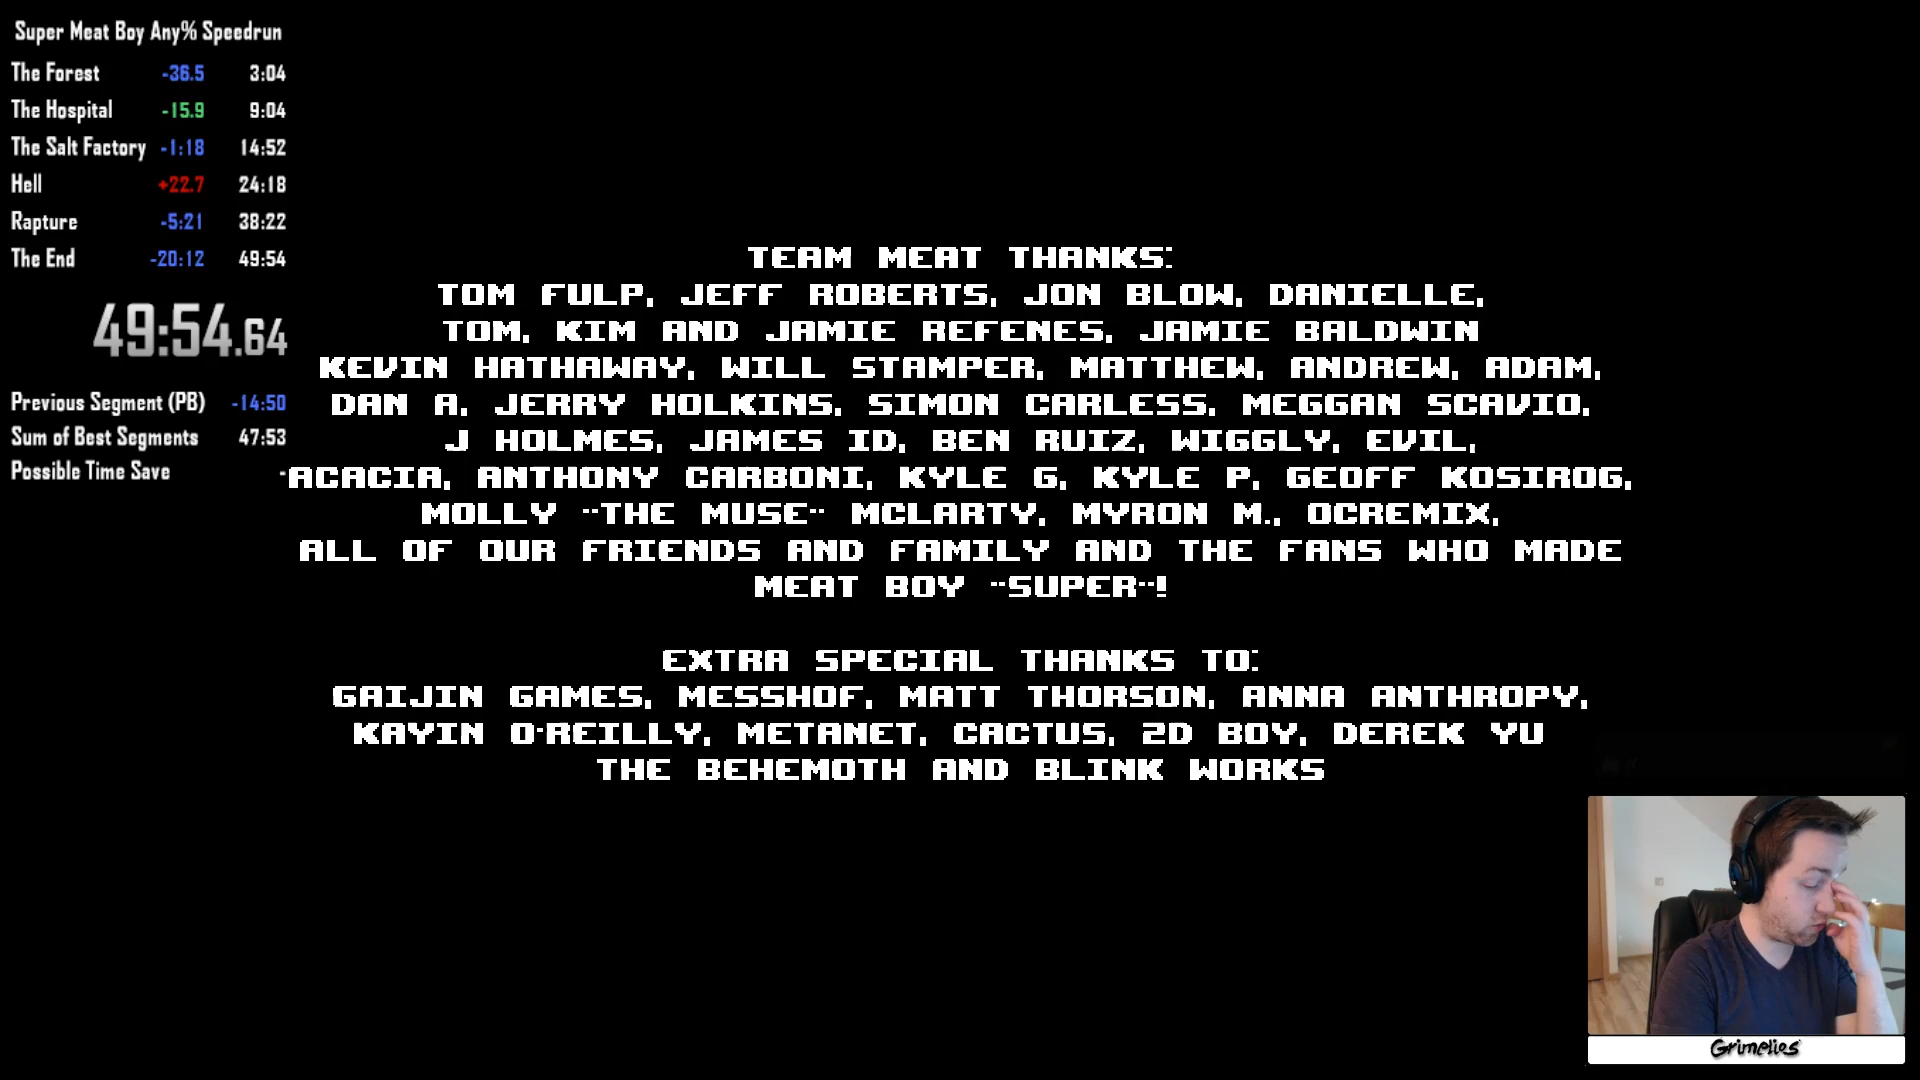 Super Meat Boy Any% Speedrun
The Forest -36.5 3:04
The Hospital -15.9 9:04
The Salt Factory -1:18 14:52
Hell +22.7 24:18
Rapture -5:21 38:22
The End -20:12 49:54
49:54.64
Previous Segment (PB) -14:50
Sum of Best Segments 47:53
Possible Time Save -
TEAM MEAT THANKS:
TOM FULP, JEFF ROBERTS, JON BLOW, DANIELLE,
TOM, KIM AND JAMIE REFENES, JAMIE BALDWIN
KEVIN HATHAWAY, WILL STAMPER, MATTHEW, ANDREW, ADAM,
DAN A, JERRY HOLKINS, SIMON CARLESS, MEGGAN SCAVIO,
J HOLMES, JAMES ID, BEN RUIZ, WIGGLY, EVIL,
ACACIA, ANTHONY CARBONI, KYLE G, KYLE P, GEOFF KOSIROG,
MOLLY "THE MUSE" MCLARTY, MYRON M., OCREMIX,
ALL OF OUR FRIENDS AND FAMILY AND THE FANS WHO MADE
MEAT BOY "SUPER"!
EXTRA SPECIAL THANKS TO:
GAIJIN GAMES, MESSHOF, MATT THORSON, ANNA ANTHROPY,
KAYIN O'REILLY, METANET, CACTUS, 2D BOY, DEREK YU
THE BEHEMOTH AND BLINK WORKS
Grimelios